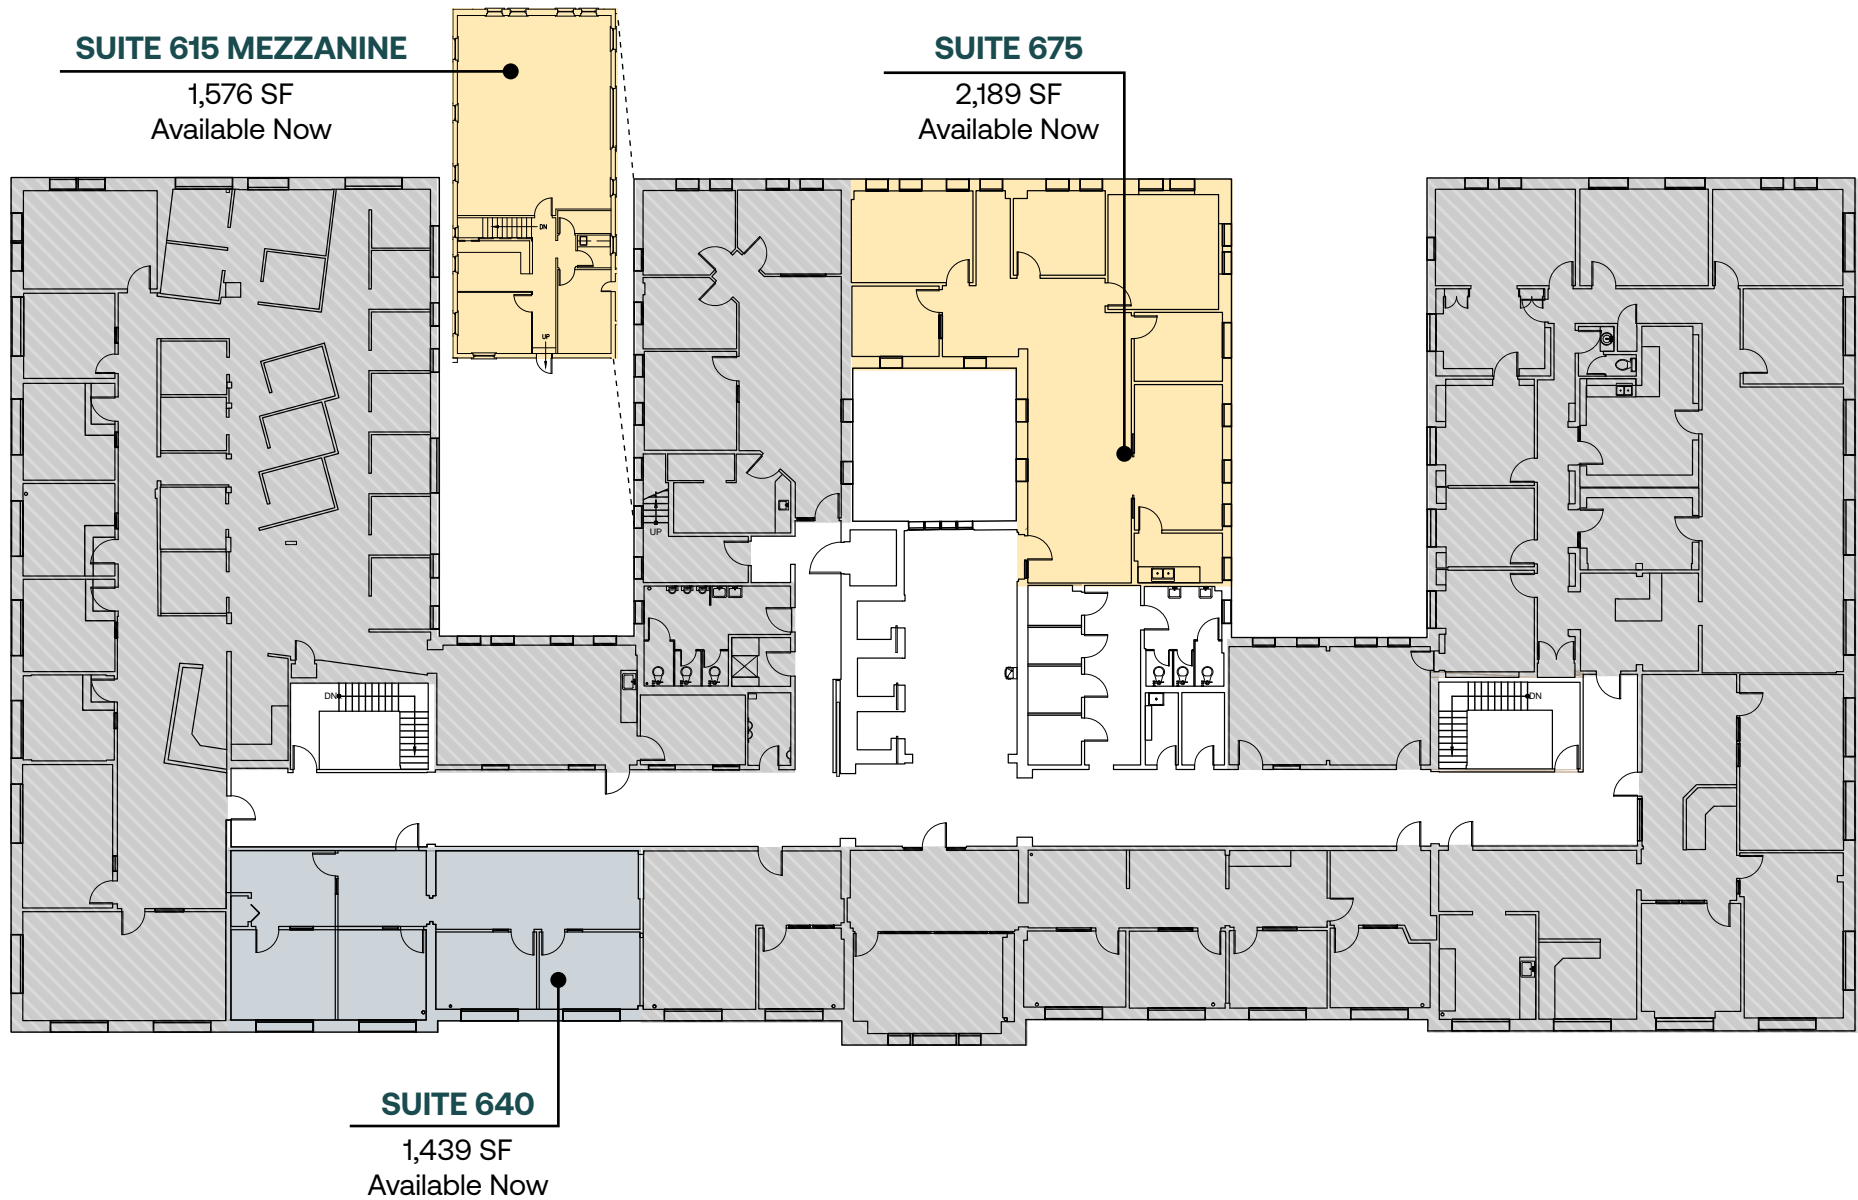 SUITE 615 MEZZANINE
1,576 SF
Available Now
SUITE 675
2,189 SF
Available Now
DN
UP
UP
DN
DN
SUITE 640
1,439 SF
Available Now